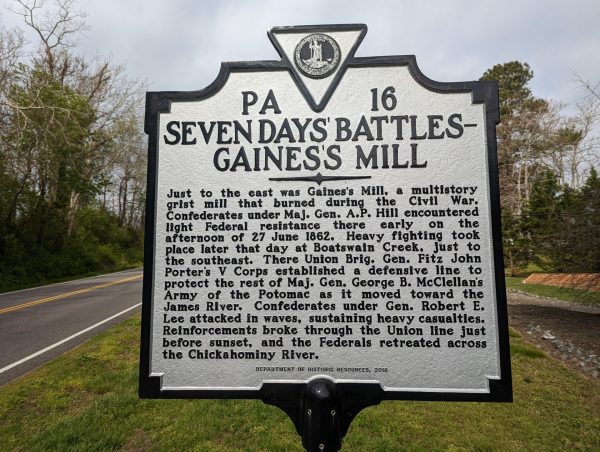 PA 16
SEVEN DAYS' BATTLES–
GAINES'S MILL
Just to the east was Gaines's Mill, a multistory
grist mill that burned during the Civil War.
Confederates under Maj. Gen. A.P. Hill encountered
light Federal resistance there early on the
afternoon of 27 June 1862. Heavy fighting took
place later that day at Boatswain Creek, just to
the southeast. There Union Brig. Gen. Fitz John
Porter's V Corps established a defensive line to
protect the rest of Maj. Gen. George B. McClellan's
Army of the Potomac as it moved toward the
James River. Confederates under Gen. Robert E.
Lee attacked in waves, sustaining heavy casualties.
Reinforcements broke through the Union line just
before sunset, and the Federals retreated across
the Chickahominy River.
DEPARTMENT OF HISTORIC RESOURCES, 2010